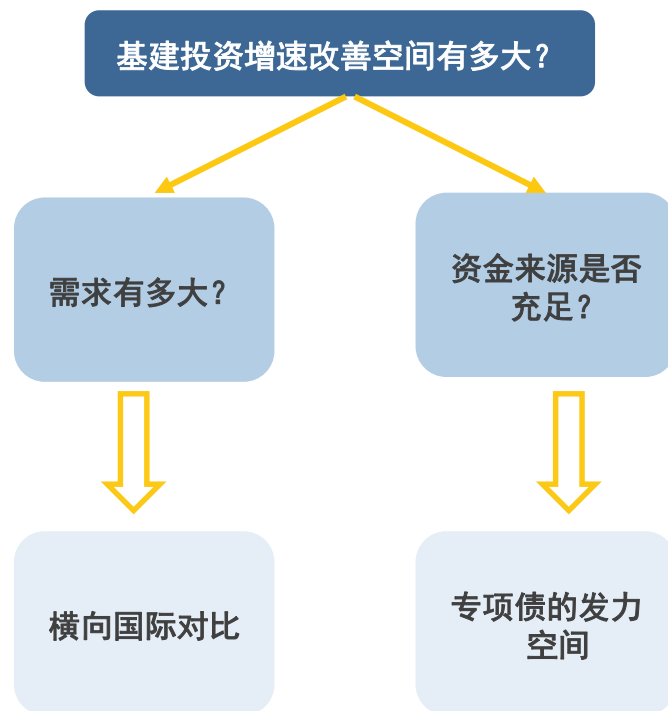 基建投资增速改善空间有多大？
需求有多大？
资金来源是否
充足？
横向国际对比
专项债的发力
空间